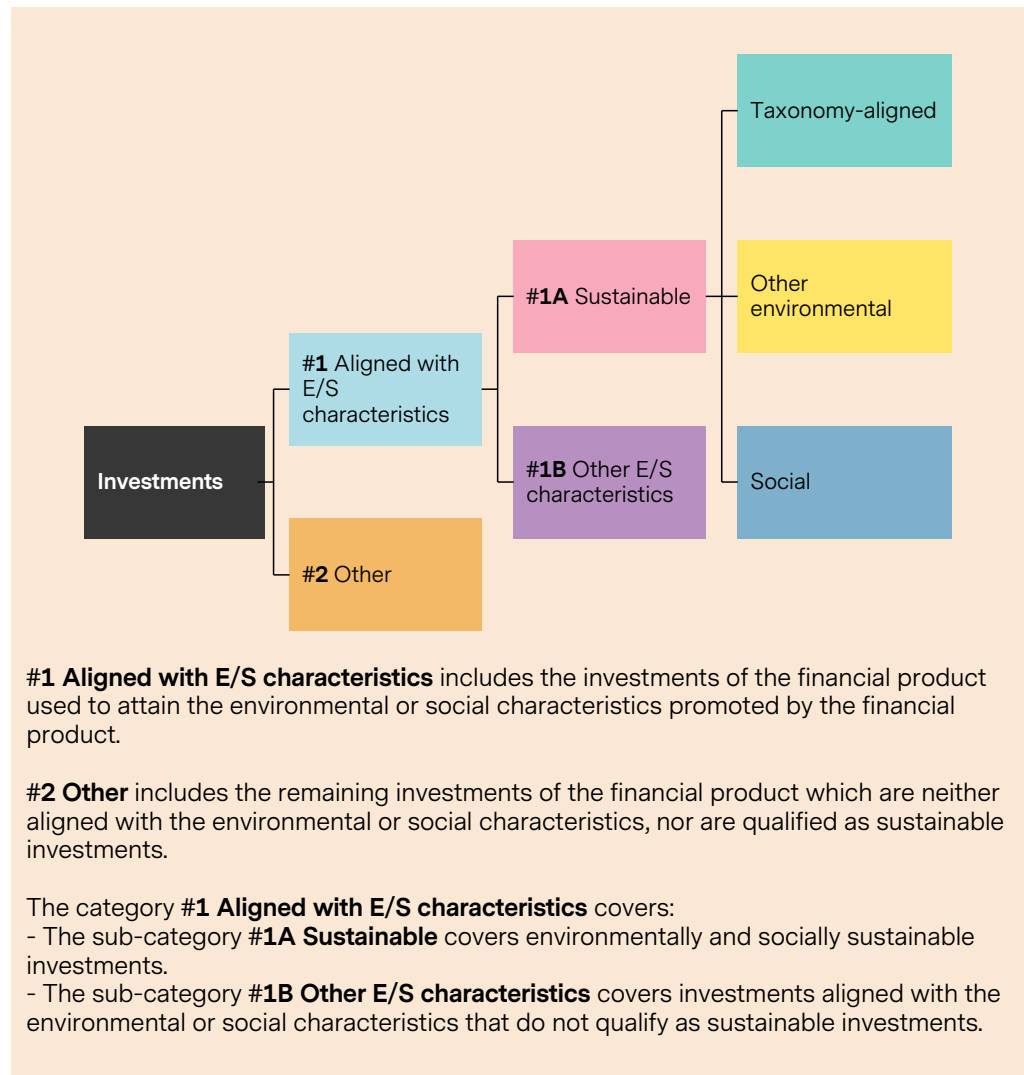 Taxonomy-aligned
#1A Sustainable
Other
environmental
#1 Aligned with
E/S
characteristics
#1B Other E/S
characteristics
Social
Investments
#2 Other
#1 Aligned with E/S characteristics includes the investments of the financial product
used to attain the environmental or social characteristics promoted by the financial
product.
#2 Other includes the remaining investments of the financial product which are neither
aligned with the environmental or social characteristics, nor are qualified as sustainable
investments.
The category #1 Aligned with E/S characteristics covers:
- The sub-category #1A Sustainable covers environmentally and socially sustainable
investments.
- The sub-category #1B Other E/S characteristics covers investments aligned with the
environmental or social characteristics that do not qualify as sustainable investments.